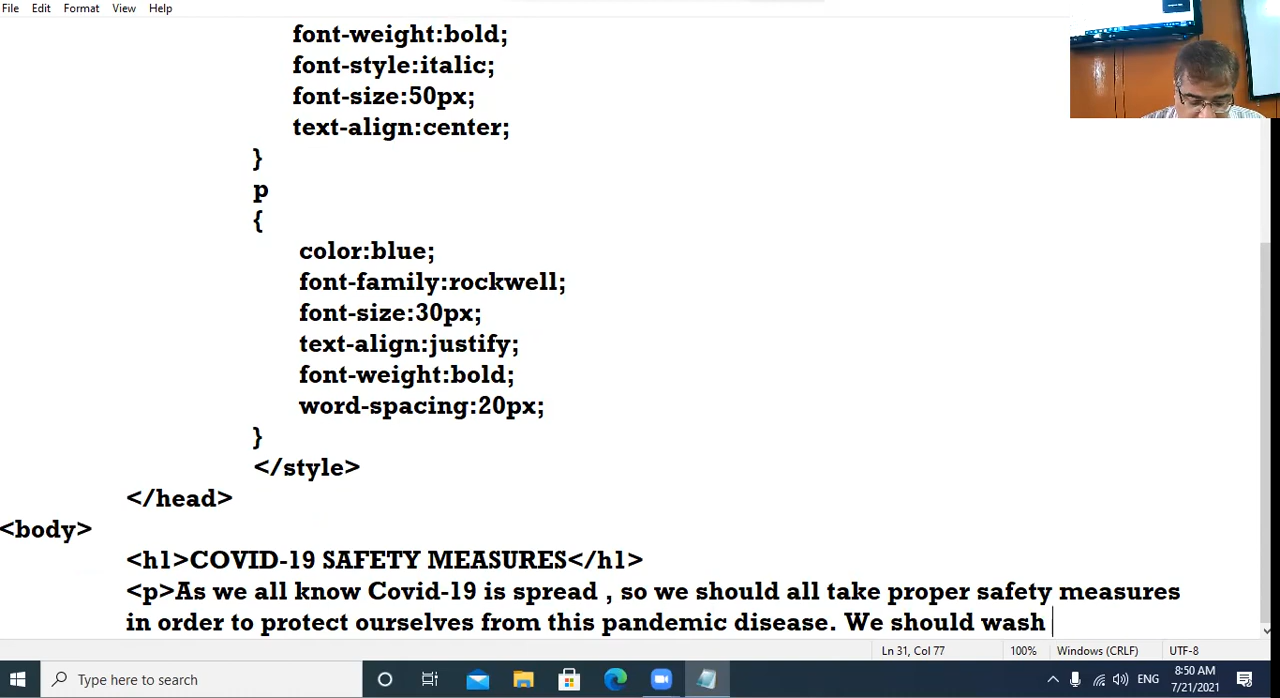 File Edit Format View Help
font-weight:bold;
font-style:italic;
font-size:50px;
text-align:center;
}
p
{
color:blue;
font-family:rockwell;
font-size:30px;
text-align:justify;
font-weight:bold;
word-spacing:20px;
}
</style>
</head>
<body>
<h1>COVID-19 SAFETY MEASURES</h1>
<p>As we all know Covid-19 is spread , so we should all take proper safety measures
in order to protect ourselves from this pandemic disease. We should wash
Ln 31, Col 77 100% Windows (CRLF) UTF-8
Type here to search ENG 8:50 AM
7/21/2021